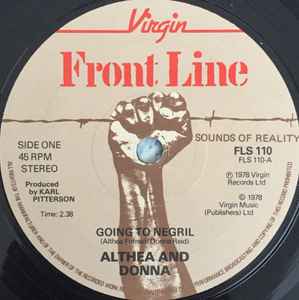 Virgin
Front Line
SOUNDS OF REALITY
SIDE ONE
45 RPM
STEREO
FLS 110
FLS 110-A
Produced by
KARL
PITTERSON
Time: 2.38
℗ 1978 Virgin
Records Ltd
© 1978
Virgin Music
(Publishers) Ltd
GOING TO NEGRIL
ALTHEA AND
DONNA